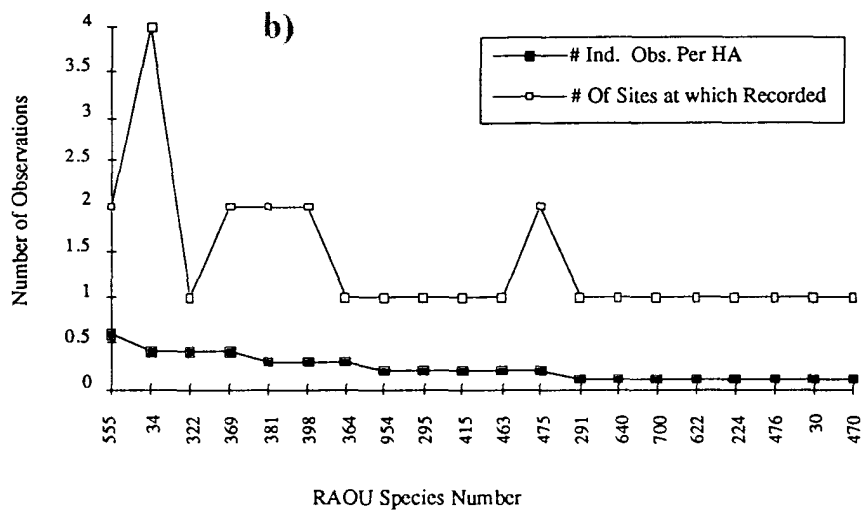 b)
# Ind. Obs. Per HA
# Of Sites at which Recorded
Number of Observations
4
3.5
3
2.5
2
1.5
1
0.5
0
555 34 322 369 381 398 364 954 295 415 463 475 291 640 700 622 224 476 30 470
RAOU Species Number